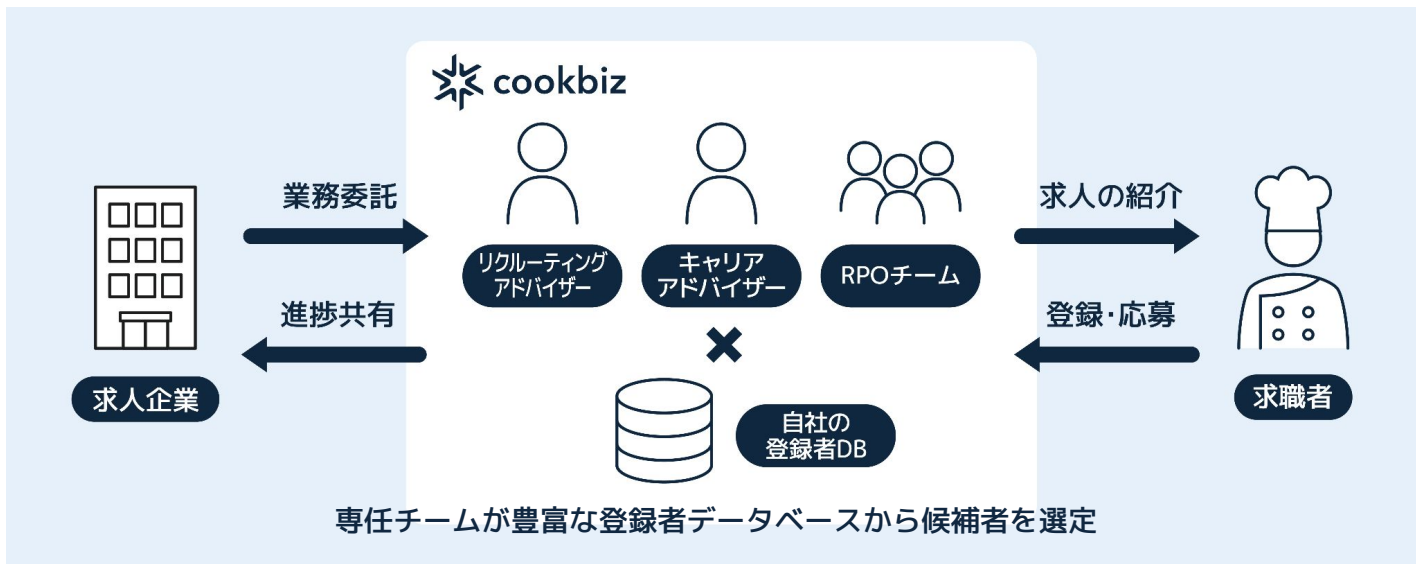 cookbiz
業務委託
進捗共有
求人企業
リクルーティング
アドバイザー
キャリア
アドバイザー
RPOチーム
自社の
登録者DB
求人の紹介
登録・応募
求職者
専任チームが豊富な登録者データベースから候補者を選定